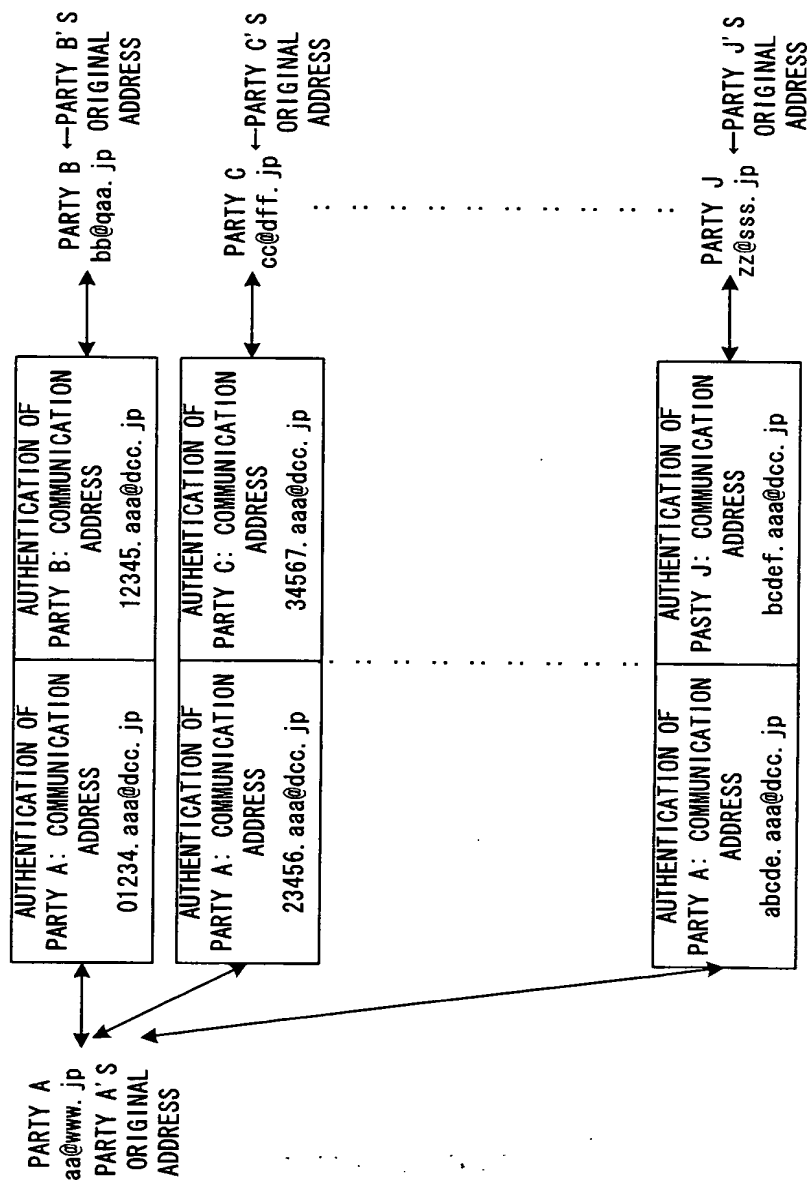 PARTY A
aa@www. jp
PARTY A'S
ORIGINAL
ADDRESS
AUTHENTICATION OF
PARTY A: COMMUNICATION
ADDRESS
01234. aaa@dcc. jp
AUTHENTICATION OF
PARTY B: COMMUNICATION
ADDRESS
12345. aaa@dcc. jp
PARTY B ←PARTY B'S
bb@qaa. jp ORIGINAL
ADDRESS
AUTHENTICATION OF
PARTY A: COMMUNICATION
ADDRESS
23456. aaa@dcc. jp
AUTHENTICATION OF
PARTY C: COMMUNICATION
ADDRESS
34567. aaa@dcc. jp
PARTY C ←PARTY C'S
cc@dff. jp ORIGINAL
ADDRESS
AUTHENTICATION OF
PARTY A: COMMUNICATION
ADDRESS
abcde. aaa@dcc. jp
AUTHENTICATION OF
PASTY J: COMMUNICATION
ADDRESS
bcdef. aaa@dcc. jp
PARTY J ←PARTY J'S
zz@sss. jp ORIGINAL
ADDRESS